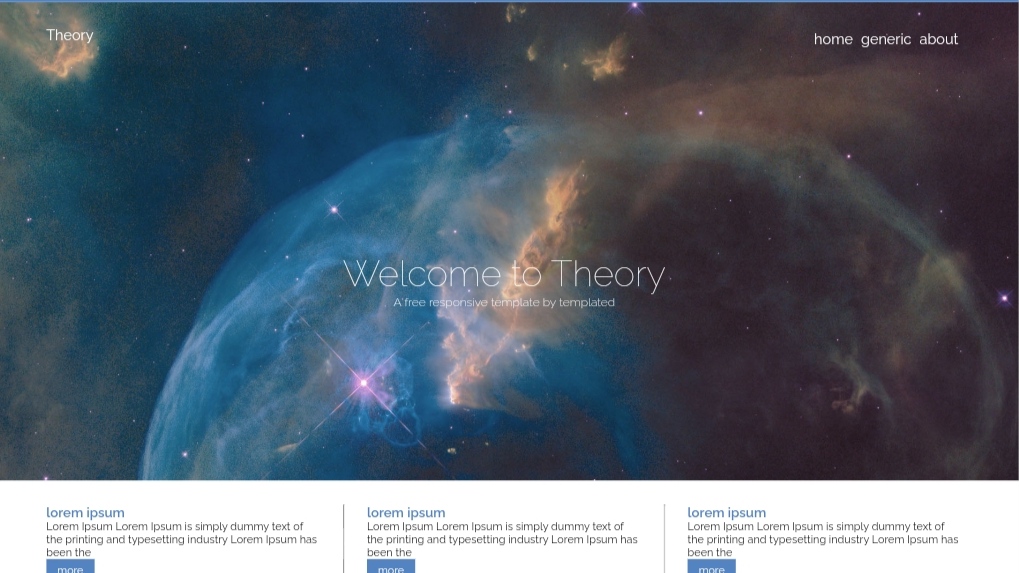 Theory
home generic about
Welcome to Theory
A free responsive template by templated
lorem ipsum
Lorem Ipsum Lorem Ipsum is simply dummy text of
the printing and typesetting industry Lorem Ipsum has
been the
more
lorem ipsum
Lorem Ipsum Lorem Ipsum is simply dummy text of
the printing and typesetting industry Lorem Ipsum has
been the
more
lorem ipsum
Lorem Ipsum Lorem Ipsum is simply dummy text of
the printing and typesetting industry Lorem Ipsum has
been the
more